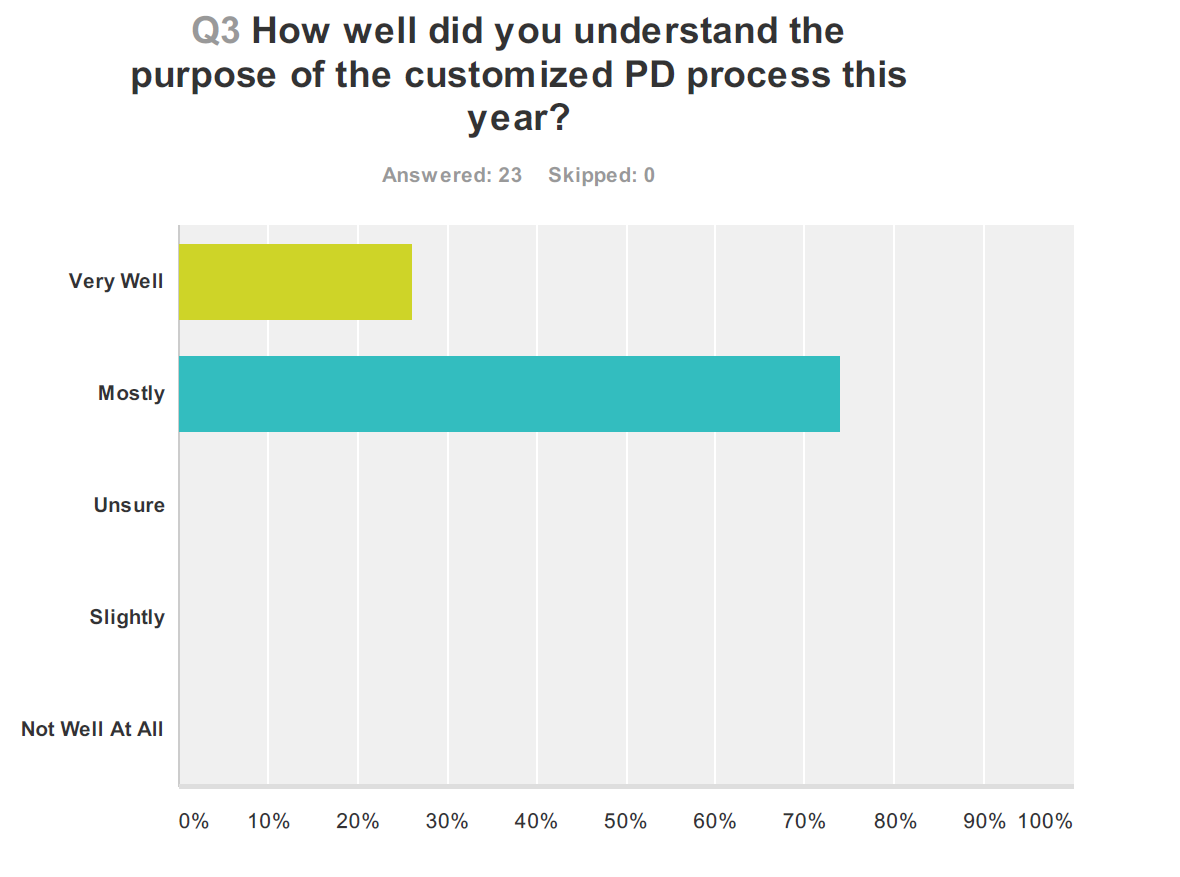 Q3 How well did you understand the
purpose of the customized PD process this
year?
Answered: 23 Skipped: 0
Very Well
Mostly
Unsure
Slightly
Not Well At All
0% 10% 20% 30% 40% 50% 60% 70% 80% 90% 100%